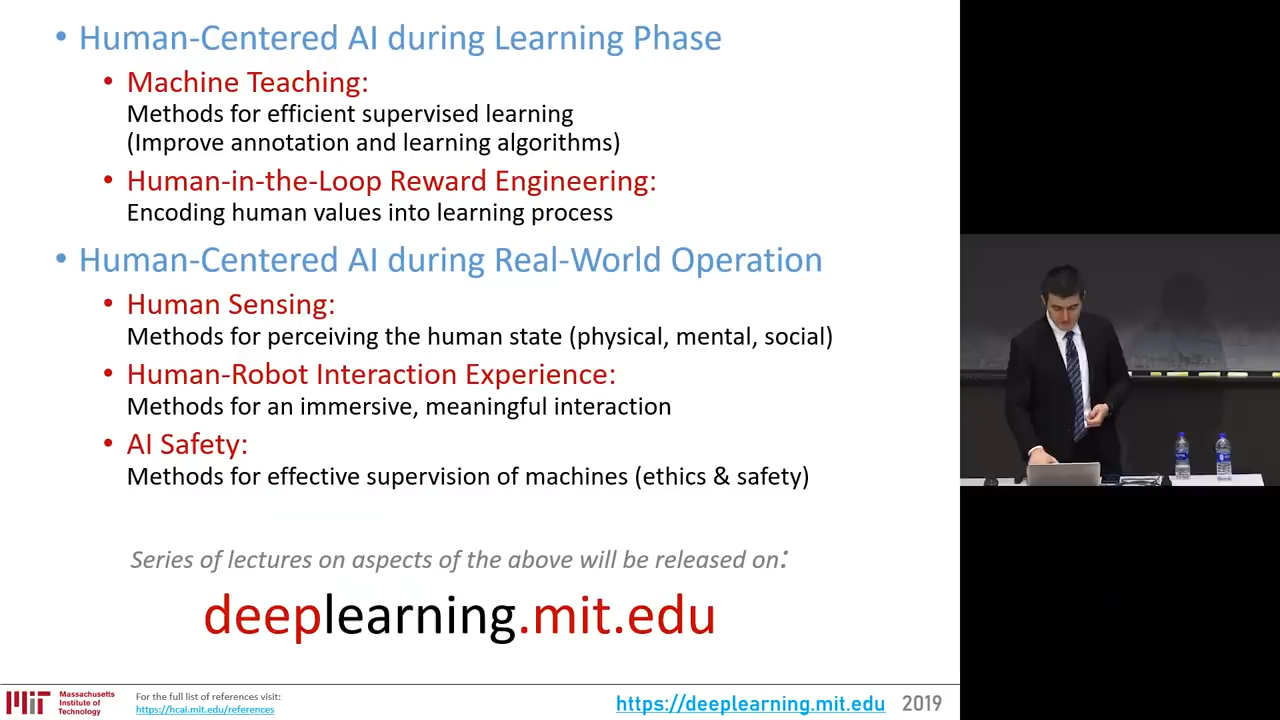 • Human-Centered AI during Learning Phase
• Machine Teaching:
Methods for efficient supervised learning
(Improve annotation and learning algorithms)
• Human-in-the-Loop Reward Engineering:
Encoding human values into learning process
• Human-Centered AI during Real-World Operation
• Human Sensing:
Methods for perceiving the human state (physical, mental, social)
• Human-Robot Interaction Experience:
Methods for an immersive, meaningful interaction
• AI Safety:
Methods for effective supervision of machines (ethics & safety)
Series of lectures on aspects of the above will be released on:
deeplearning.mit.edu
Massachusetts
Institute of
Technology
For the full list of references visit:
https://hcai.mit.edu/references
https://deeplearning.mit.edu 2019